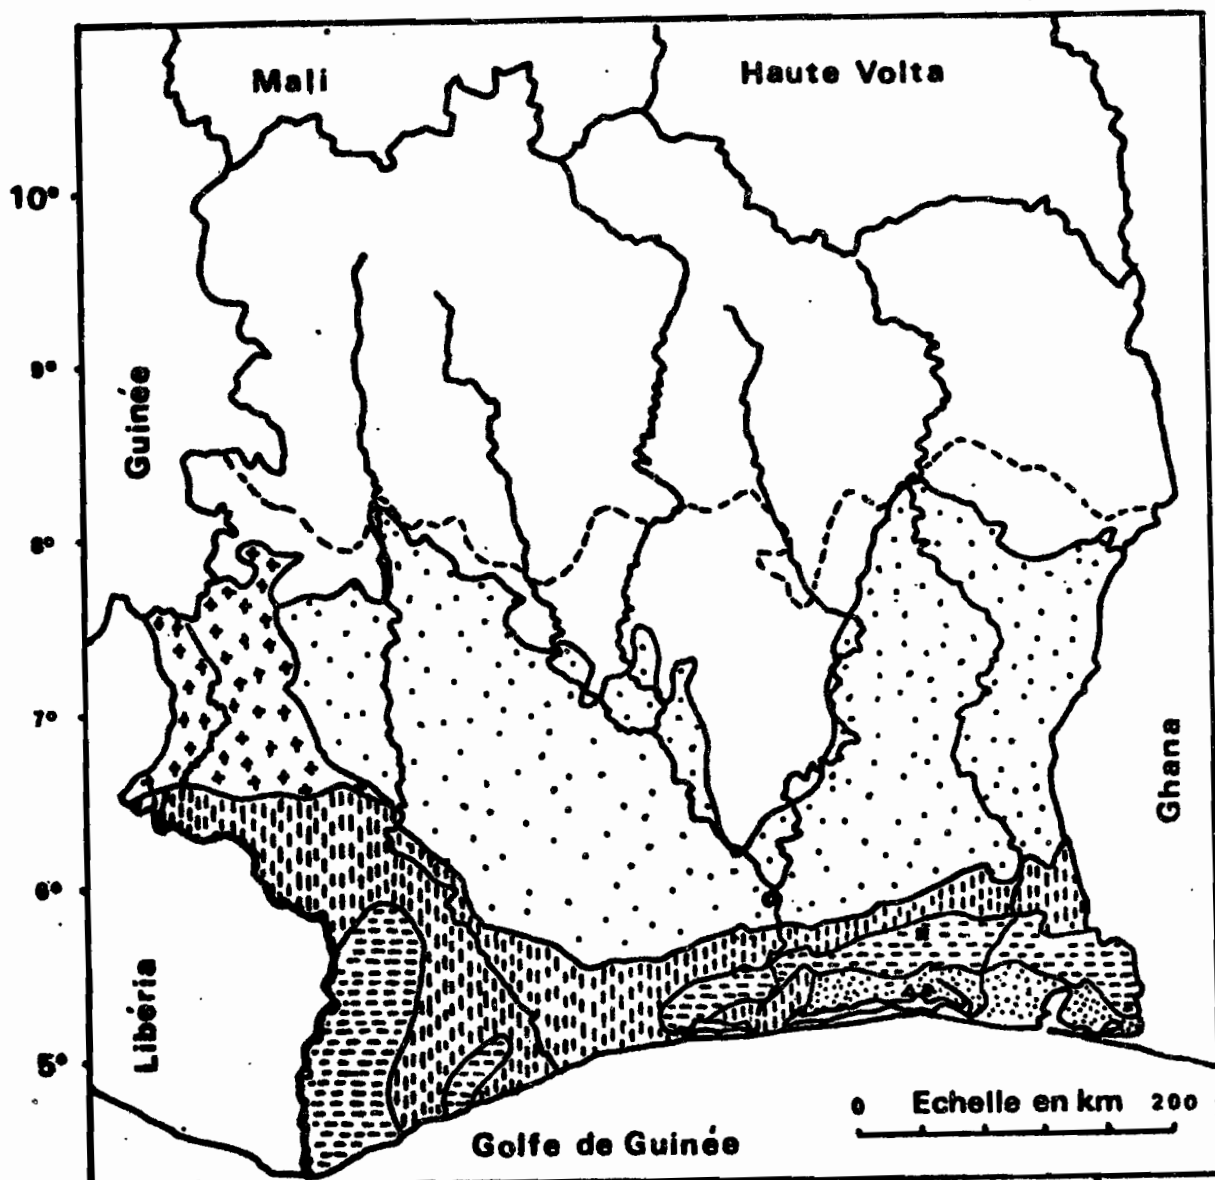 Mali
Haute Volta
10°
9°
Guinée
8°
7°
Ghana
6°
Libéria
5°
0 Echelle en km 200
Golfe de Guinée